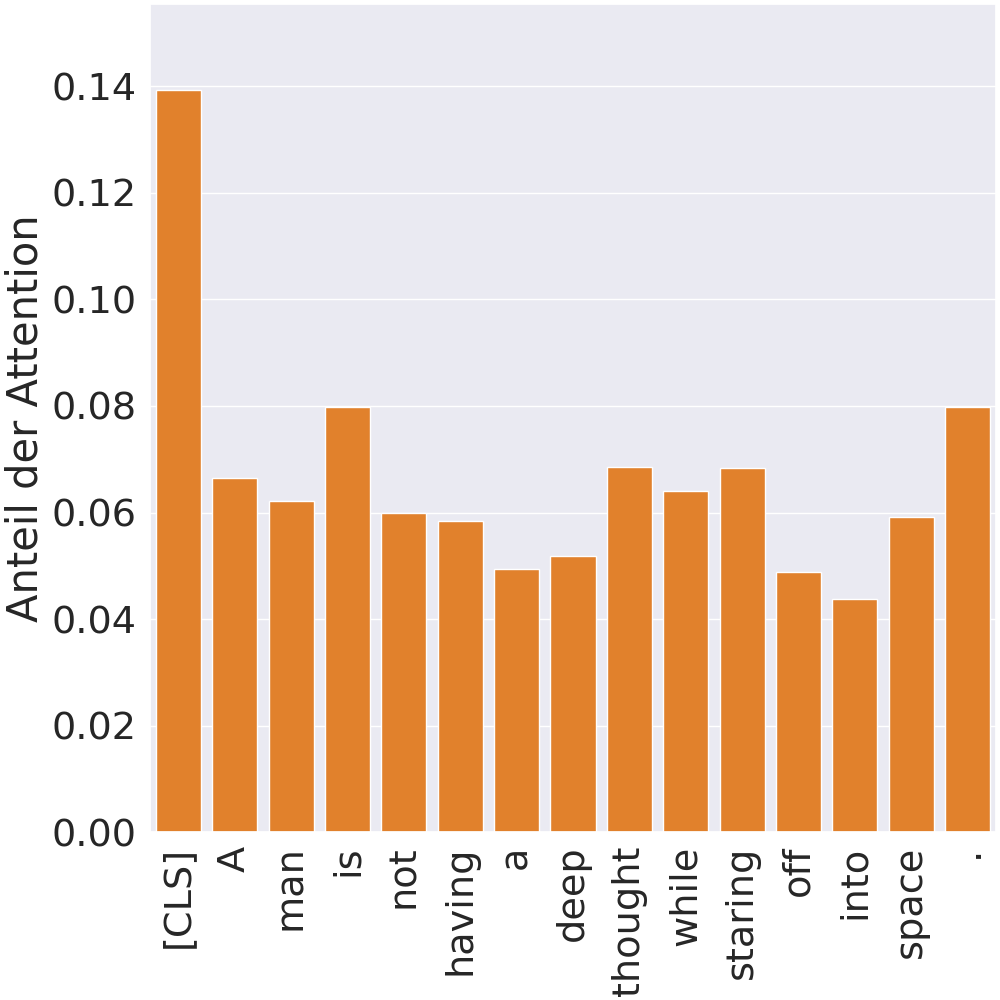 Anteil der Attention
0.14
0.12
0.10
0.08
0.06
0.04
0.02
0.00
[CLS]
A
man
is
not
having
a
deep
thought
while
staring
off
into
space
.